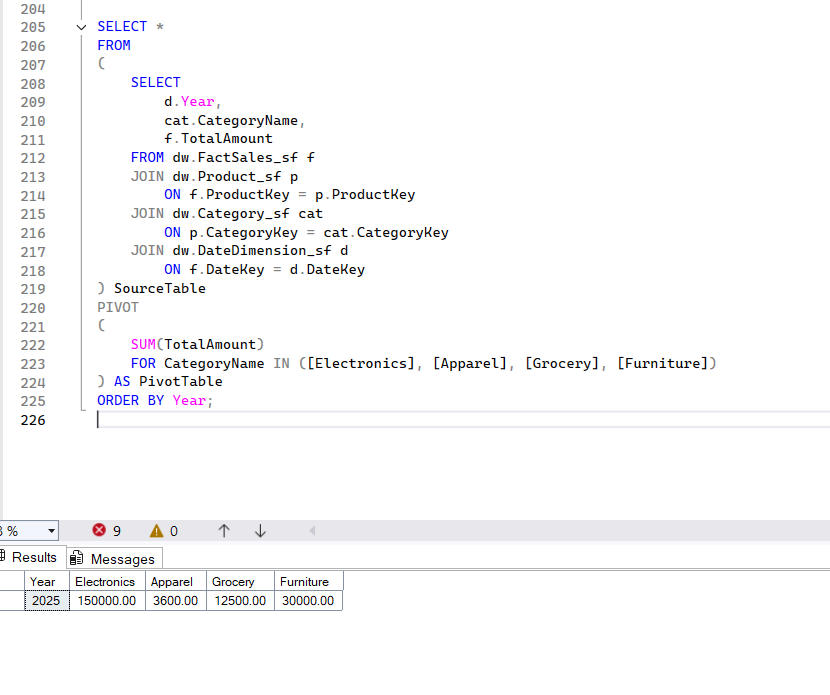 204
205 SELECT *
206 FROM
207 (
208 SELECT
209 d.Year,
210 cat.CategoryName,
211 f.TotalAmount
212 FROM dw.FactSales_sf f
213 JOIN dw.Product_sf p
214 ON f.ProductKey = p.ProductKey
215 JOIN dw.Category_sf cat
216 ON p.CategoryKey = cat.CategoryKey
217 JOIN dw.DateDimension_sf d
218 ON f.DateKey = d.DateKey
219 ) SourceTable
220 PIVOT
221 (
222 SUM(TotalAmount)
223 FOR CategoryName IN ([Electronics], [Apparel], [Grocery], [Furniture])
224 ) AS PivotTable
225 ORDER BY Year;
226
% 9 0
Results Messages
Year Electronics Apparel Grocery Furniture
2025 150000.00 3600.00 12500.00 30000.00